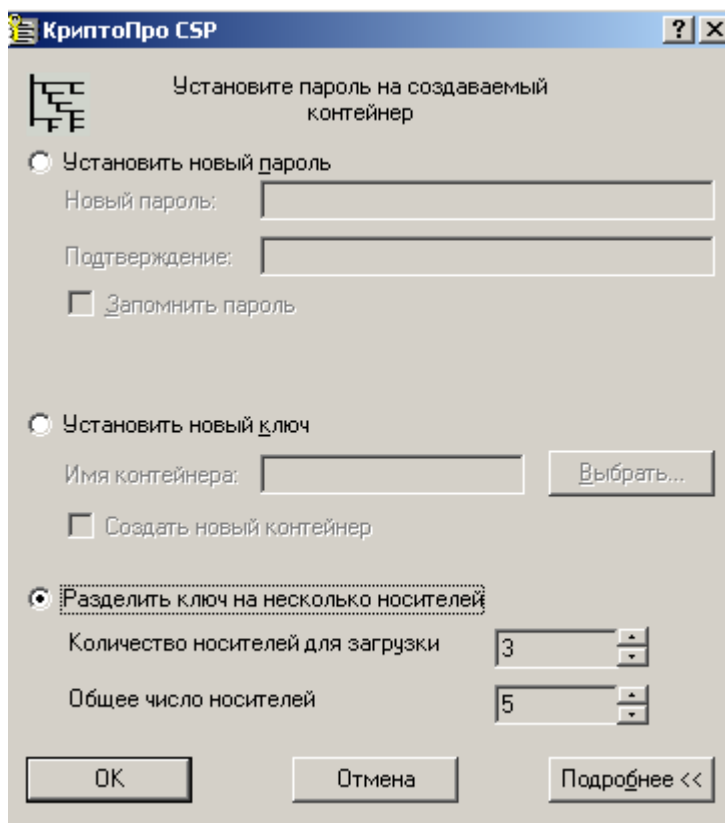 КриптоПро CSP
Установите пароль на создаваемый
контейнер
Установить новый пароль
Новый пароль:
Подтверждение:
Запомнить пароль
Установить новый ключ
Имя контейнера:
Выбрать...
Создать новый контейнер
Разделить ключ на несколько носителей
Количество носителей для загрузки
3
Общее число носителей
5
OK
Отмена
Подробнее <<